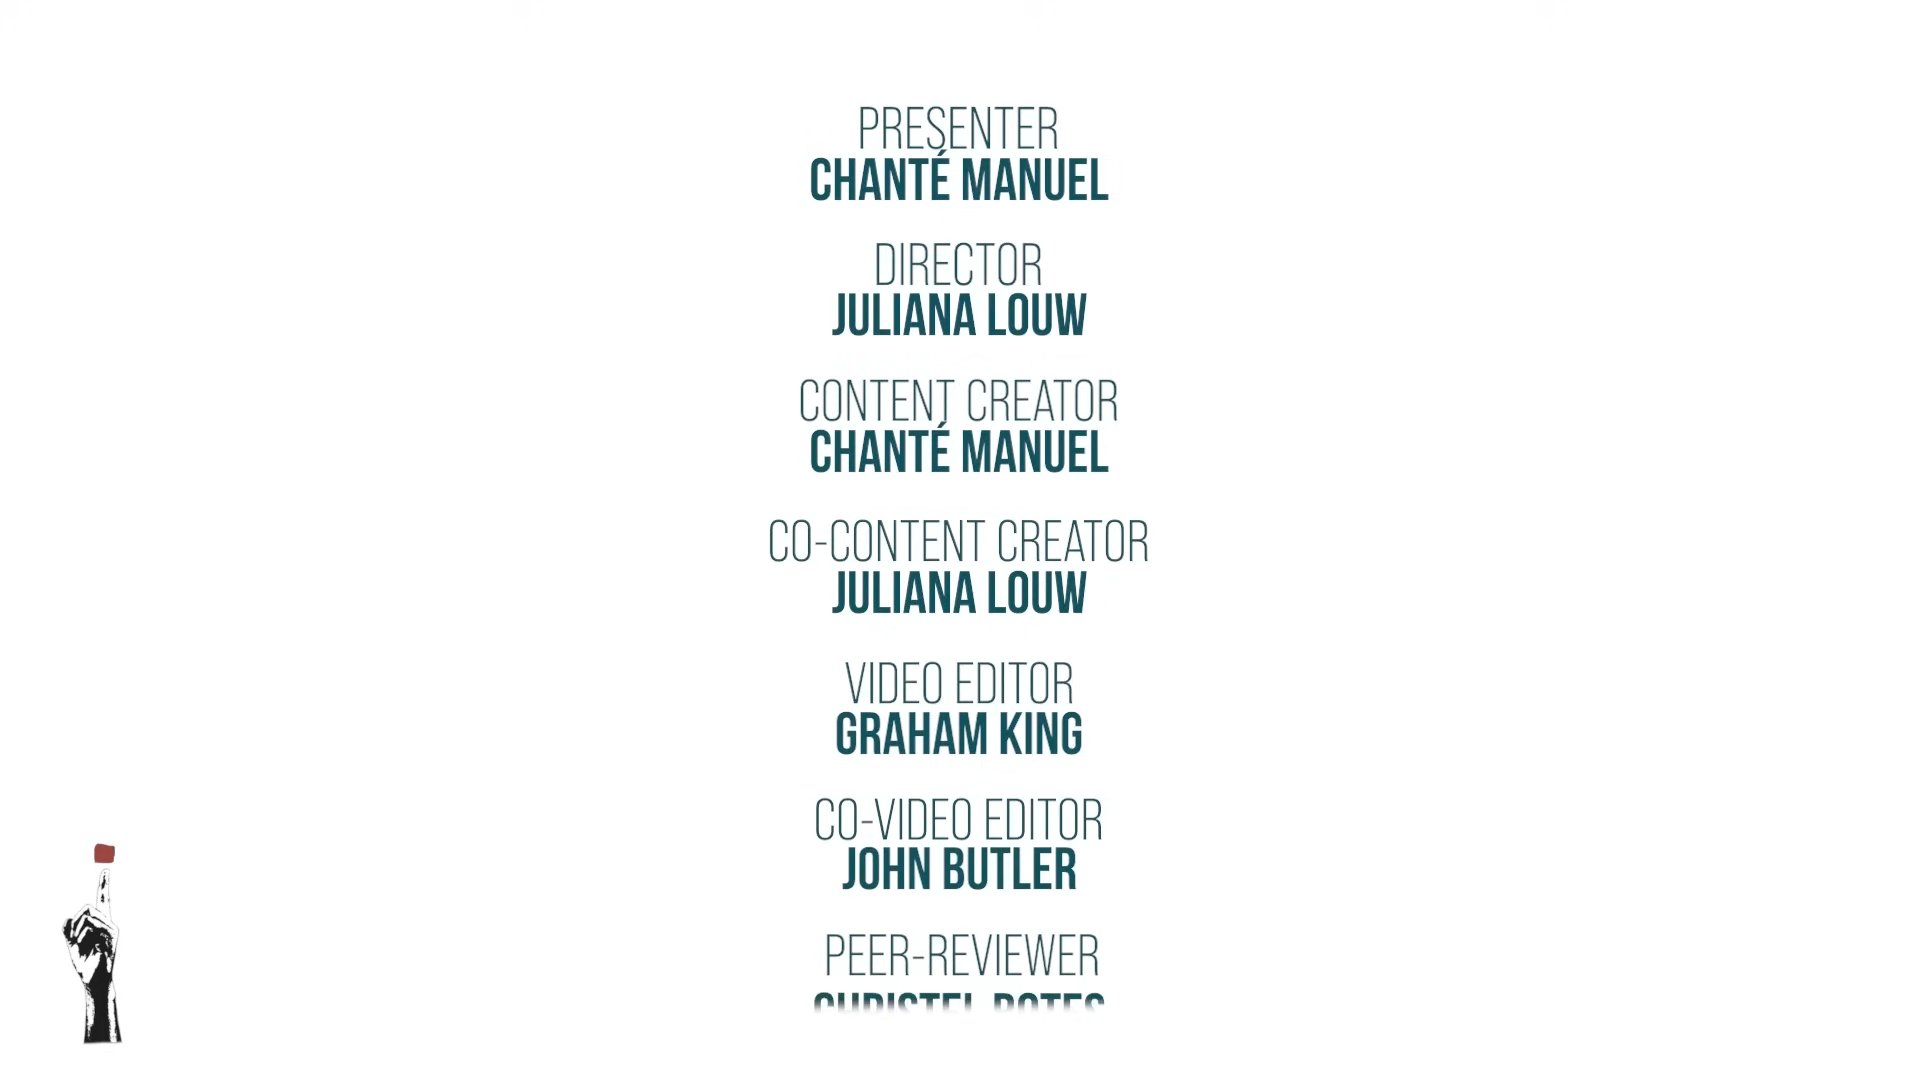 PRESENTER
CHANTÉ MANUEL
DIRECTOR
JULIANA LOUW
CONTENT CREATOR
CHANTÉ MANUEL
CO-CONTENT CREATOR
JULIANA LOUW
VIDEO EDITOR
GRAHAM KING
CO-VIDEO EDITOR
JOHN BUTLER
PEER-REVIEWER